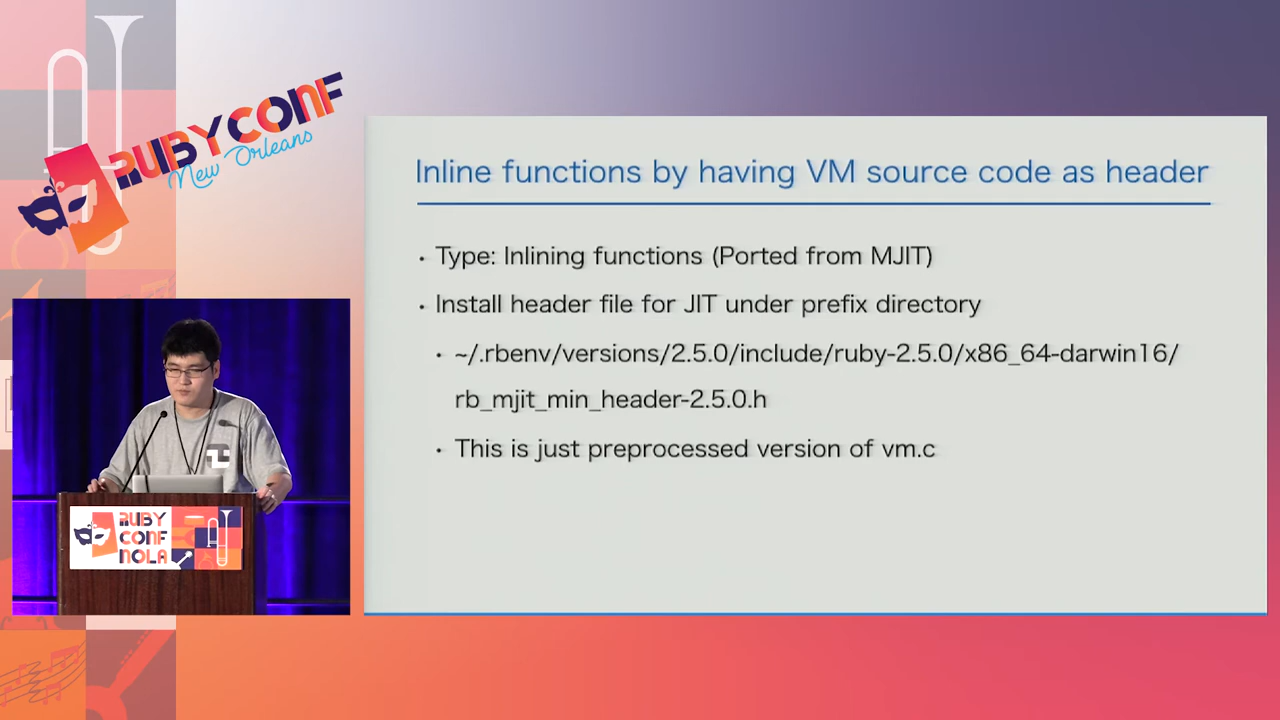 RUBYCONF
New Orleans
Inline functions by having VM source code as header
• Type: Inlining functions (Ported from MJIT)
• Install header file for JIT under prefix directory
• ~/.rbenv/versions/2.5.0/include/ruby-2.5.0/x86_64-darwin16/
rb_mjit_min_header-2.5.0.h
• This is just preprocessed version of vm.c
RUBY
CONF
NOLA